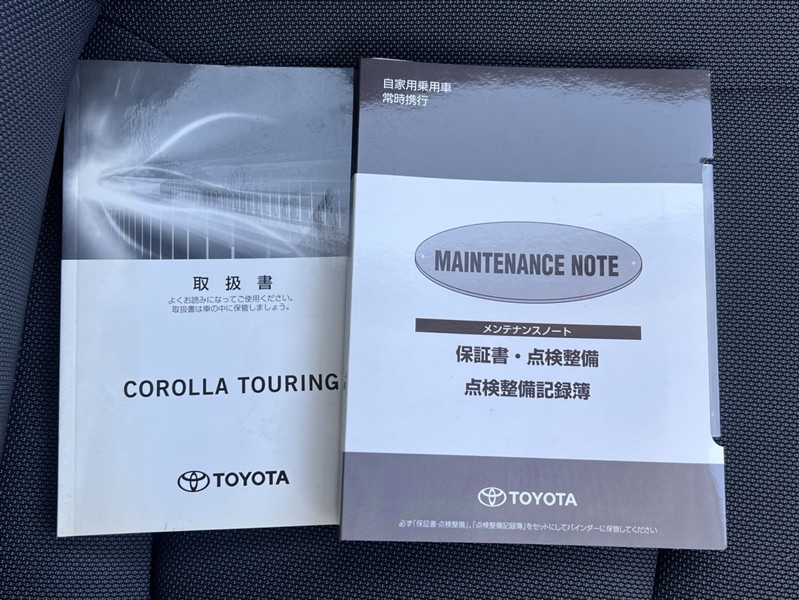 取扱書
よくお読みになってご使用ください。
取扱書は車の中に保管しましょう。
COROLLA TOURING
TOYOTA
自家用乗用車
常時携行
MAINTENANCE NOTE
メンテナンスノート
保証書・点検整備
点検整備記録簿
TOYOTA
必ず「保証書・点検整備」、「点検整備記録簿」をセットにしてバインダーに保管してください